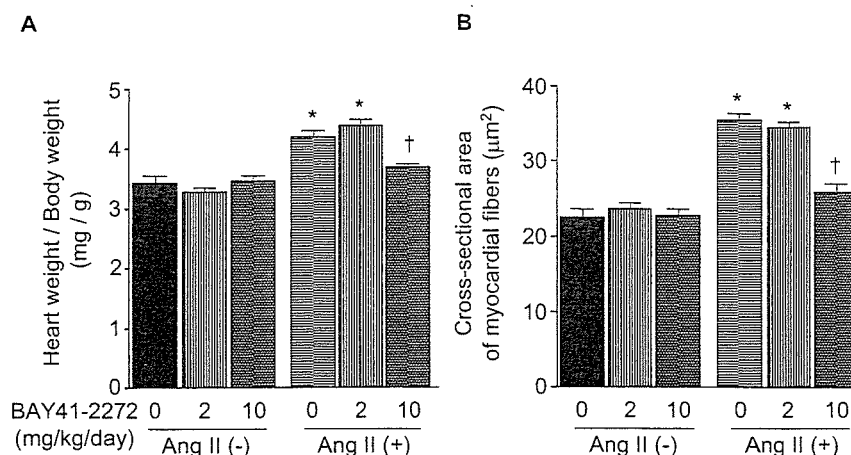 A
Heart weight / Body weight
(mg / g)
5
4
3
2
1
0
* * †
BAY41-2272 0 2 10 0 2 10
(mg/kg/day) Ang II (-) Ang II (+)
B
Cross-sectional area
of myocardial fibers (μm²)
40
30
20
10
0
* * †
0 2 10 0 2 10
Ang II (-) Ang II (+)